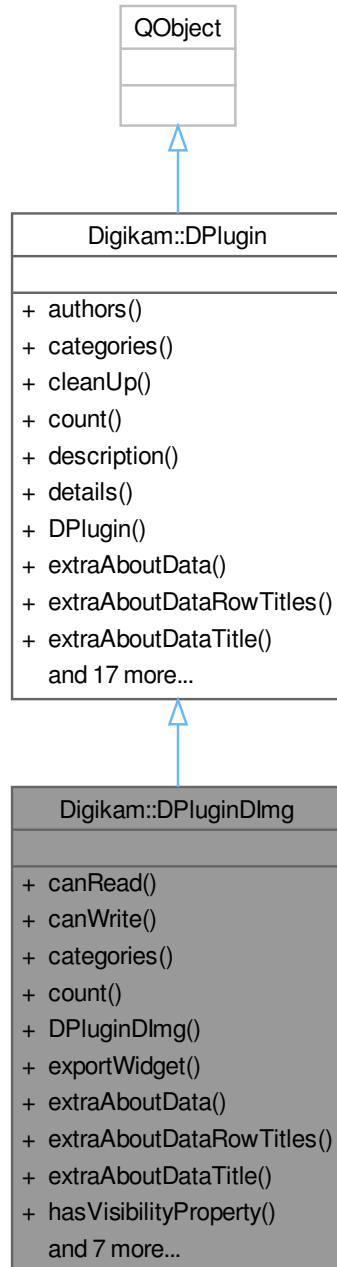 QObject
Digikam::DPlugin
+ authors()
+ categories()
+ cleanUp()
+ count()
+ description()
+ details()
+ DPlugin()
+ extraAboutData()
+ extraAboutDataRowTitles()
+ extraAboutDataTitle()
and 17 more...
Digikam::DPluginDImg
+ canRead()
+ canWrite()
+ categories()
+ count()
+ DPluginDImg()
+ exportWidget()
+ extraAboutData()
+ extraAboutDataRowTitles()
+ extraAboutDataTitle()
+ hasVisibilityProperty()
and 7 more...